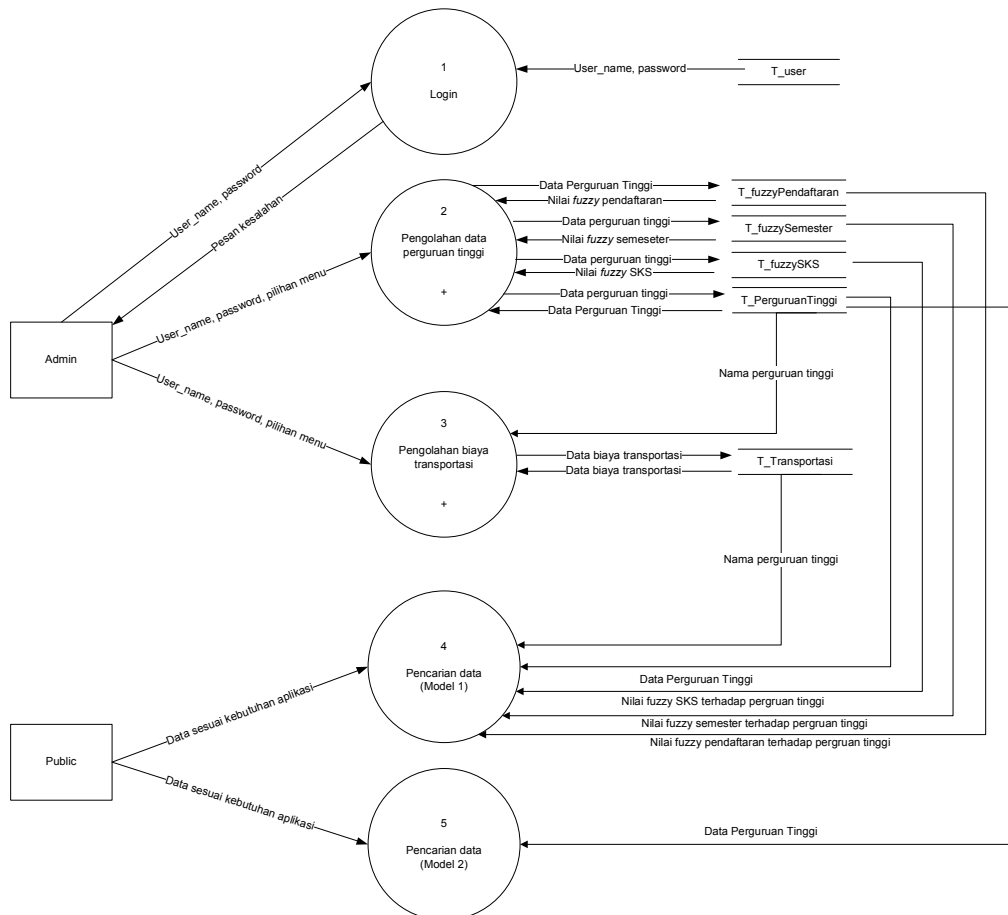 1
Login
User_name, password
T_user
User_name, password
Pesan kesalahan
2
Pengolahan data
perguruan tinggi
+
Data Perguruan Tinggi
Nilai fuzzy pendaftaran
Data perguruan tinggi
Nilai fuzzy semeseter
Data perguruan tinggi
Nilai fuzzy SKS
Data perguruan tinggi
Data Perguruan Tinggi
T_fuzzyPendaftaran
T_fuzzySemester
T_fuzzySKS
T_PerguruanTinggi
User_name, password, pilihan menu
Admin
User_name, password, pilihan menu
Nama perguruan tinggi
3
Pengolahan biaya
transportasi
+
Data biaya transportasi
Data biaya transportasi
T_Transportasi
Nama perguruan tinggi
4
Pencarian data
(Model 1)
Data sesuai kebutuhan aplikasi
Data Perguruan Tinggi
Nilai fuzzy SKS terhadap pergruan tinggi
Nilai fuzzy semester terhadap pergruan tinggi
Nilai fuzzy pendaftaran terhadap pergruan tinggi
Public
Data sesuai kebutuhan aplikasi
5
Pencarian data
(Model 2)
Data Perguruan Tinggi